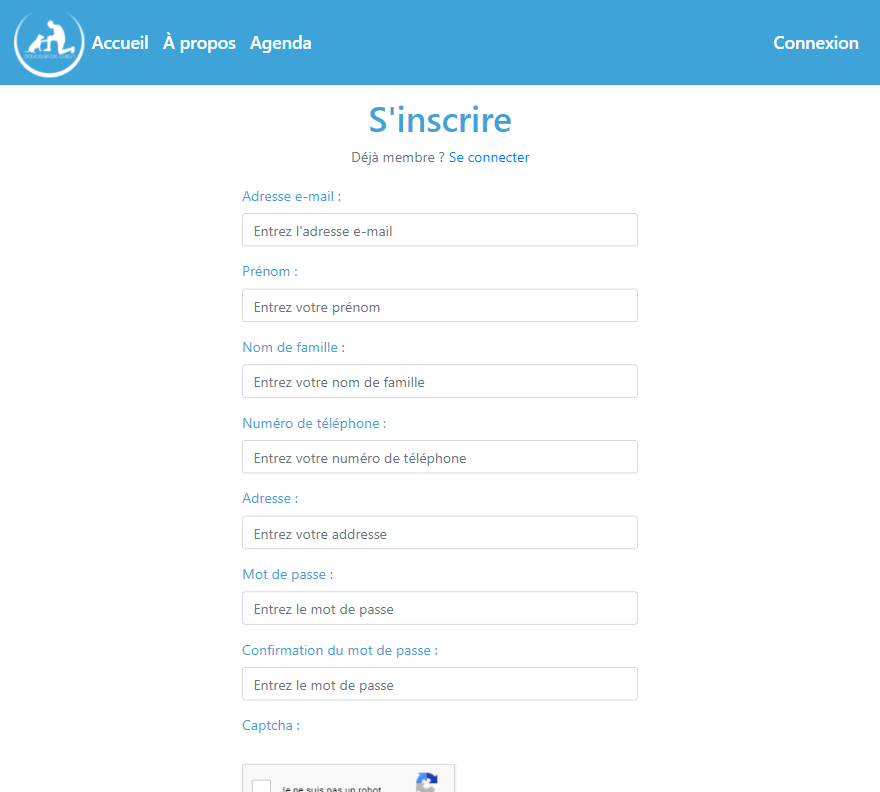 Accueil À propos Agenda Connexion
S'inscrire
Déjà membre ? Se connecter
Adresse e-mail :
Entrez l'adresse e-mail
Prénom :
Entrez votre prénom
Nom de famille :
Entrez votre nom de famille
Numéro de téléphone :
Entrez votre numéro de téléphone
Adresse :
Entrez votre addresse
Mot de passe :
Entrez le mot de passe
Confirmation du mot de passe :
Entrez le mot de passe
Captcha :
Je ne suis pas un robot